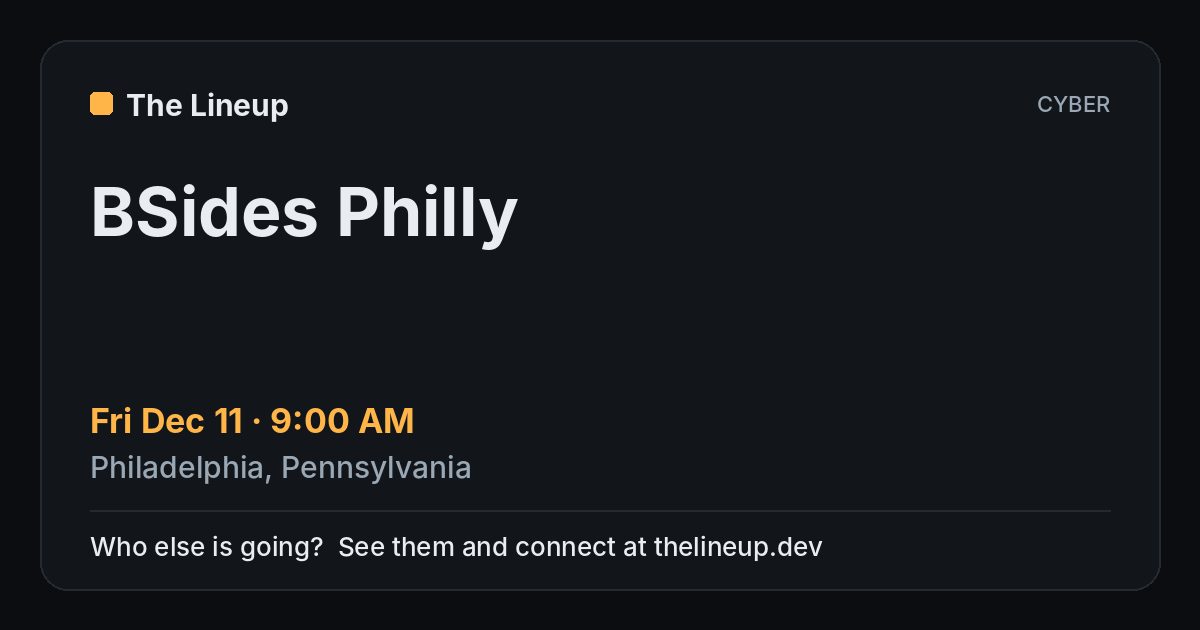 The Lineup
CYBER
BSides Philly
Fri Dec 11 · 9:00 AM
Philadelphia, Pennsylvania
Who else is going? See them and connect at thelineup.dev